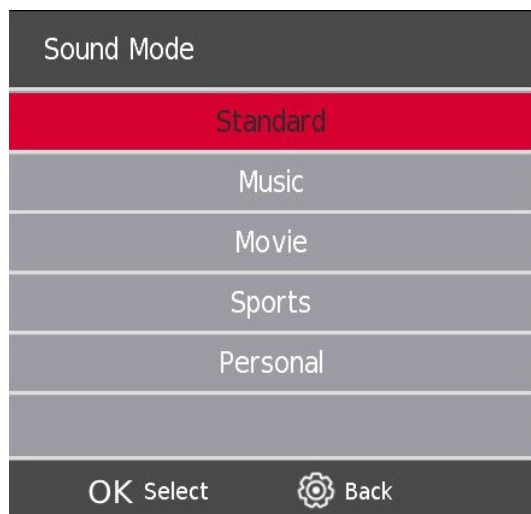 Sound Mode
Standard
Music
Movie
Sports
Personal
OK Select Back